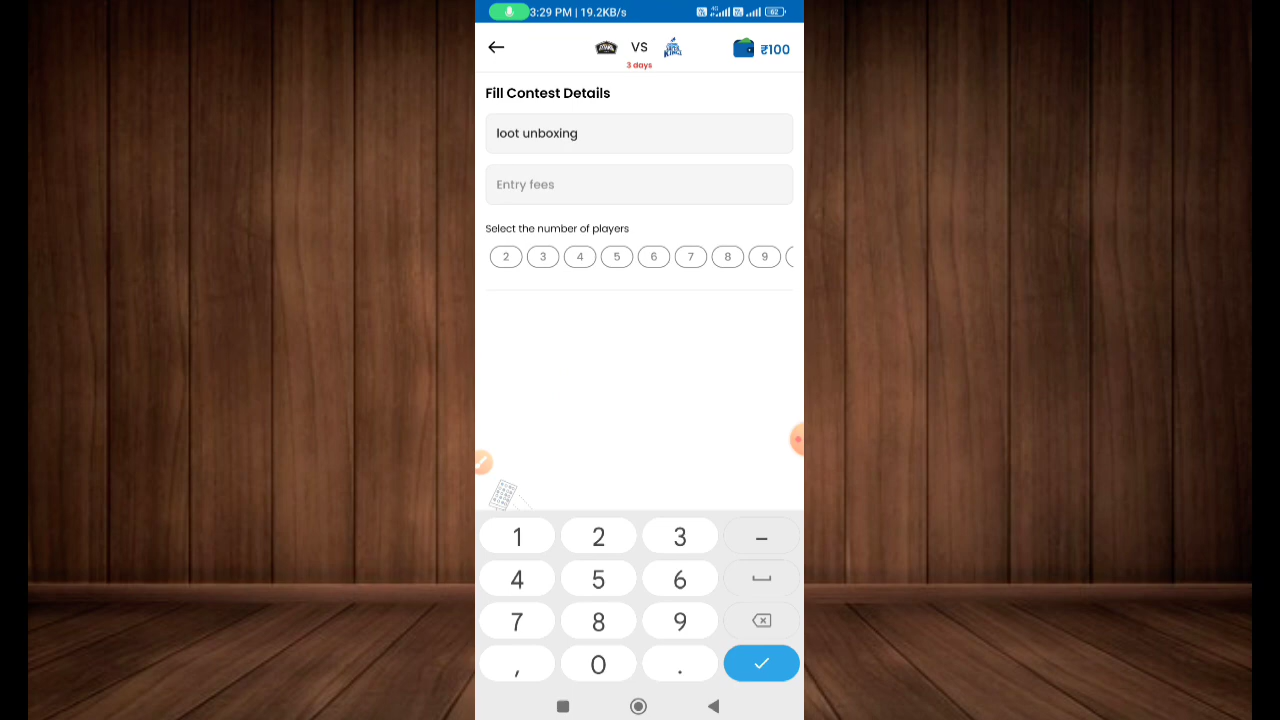 3:29 PM | 19.2KB/s 4G 62
VS ₹100
3 days
Fill Contest Details
loot unboxing
Entry fees
Select the number of players
2 3 4 5 6 7 8 9
1 2 3 -
4 5 6
7 8 9
, 0 .